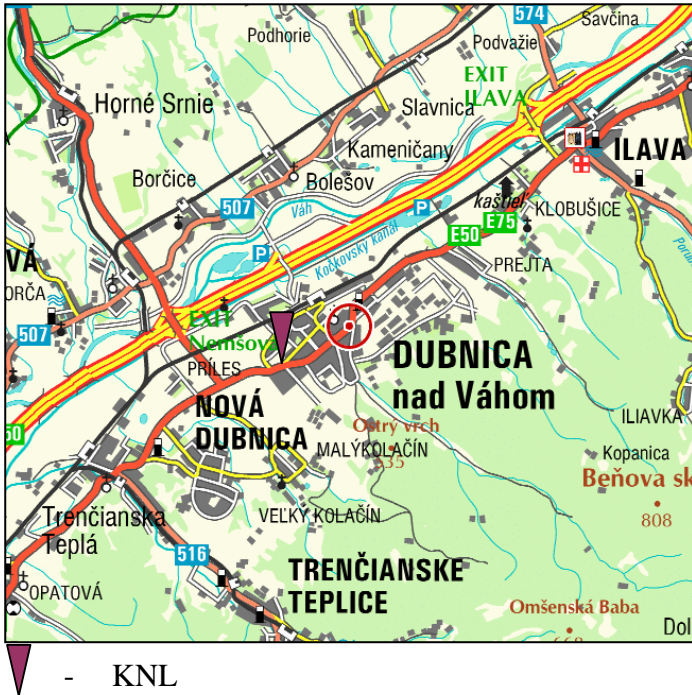 574
Savčina
Podhorie
Podvažie
EXIT
ILAVA
Horné Srnie
Slavnica
Kameničany
ILAVA
Borčice
Bolešov
507
Váh
P
kaštieľ
KLOBUŠICE
E75
E50
P
Kočkovský kanál
PREJTA
VÁ
ORČA
EXIT
Nemšová
507
PRÍLES
DUBNICA
nad Váhom
NOVÁ
DUBNICA
Ostrý vrch
535
MALÝ KOLAČÍN
ILIAVKA
Kopanica
Beňova sk
808
50
VEĽKÝ KOLAČÍN
Trenčianska
Teplá
516
TRENČIANSKE
TEPLICE
OPATOVÁ
Omšenská Baba
Dol
- KNL